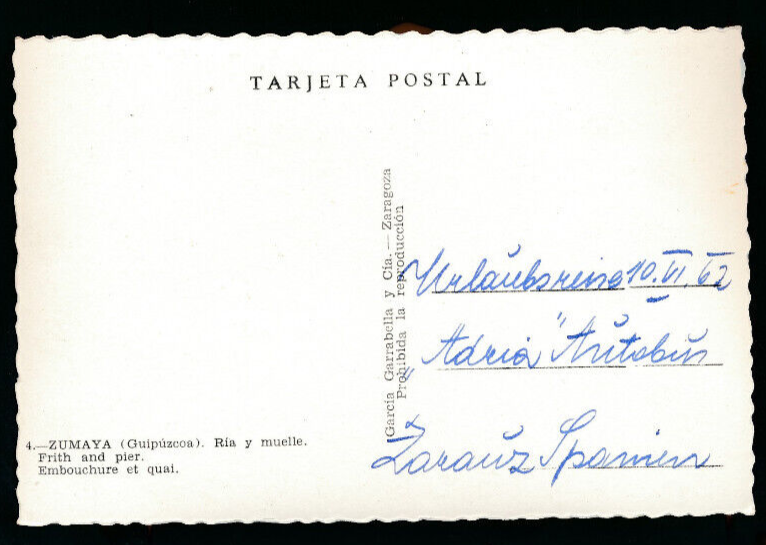 TARJETA POSTAL
García Garrabella y Cía. — Zaragoza
Prohibida la reproducción
Urlaubsreise 10. VI. 62
"Adria" Autobus
Zarauz Spanien
4.—ZUMAYA (Guipúzcoa). Ría y muelle.
Frith and pier.
Embouchure et quai.